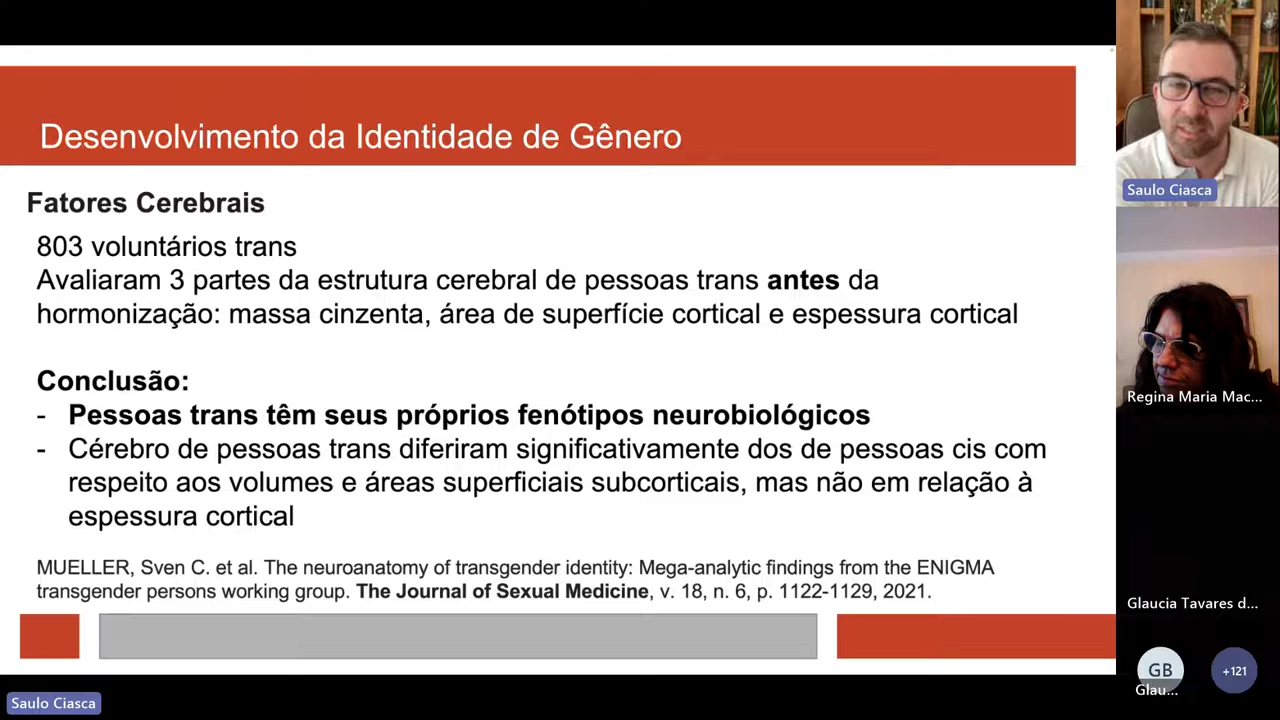 Desenvolvimento da Identidade de Gênero
Fatores Cerebrais
803 voluntários trans
Avaliaram 3 partes da estrutura cerebral de pessoas trans antes da
hormonização: massa cinzenta, área de superfície cortical e espessura cortical
Conclusão:
- Pessoas trans têm seus próprios fenótipos neurobiológicos
- Cérebro de pessoas trans diferiram significativamente dos de pessoas cis com
respeito aos volumes e áreas superficiais subcorticais, mas não em relação à
espessura cortical
MUELLER, Sven C. et al. The neuroanatomy of transgender identity: Mega-analytic findings from the ENIGMA
transgender persons working group. The Journal of Sexual Medicine, v. 18, n. 6, p. 1122-1129, 2021.
Saulo Ciasca
Saulo Ciasca
Regina Maria Mac...
Glaucia Tavares d...
GB
Glau...
+121